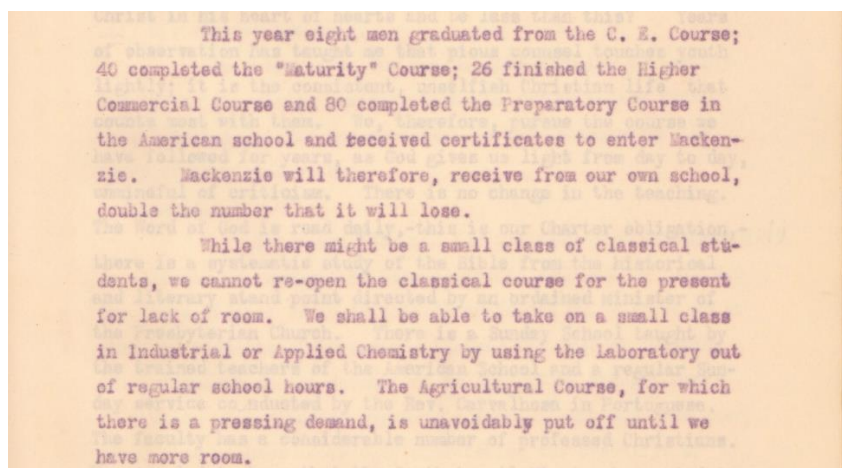 This year eight men graduated from the C. E. Course;
40 completed the "Maturity" Course; 26 finished the Higher
Commercial Course and 80 completed the Preparatory Course in
the American school and received certificates to enter Macken-
zie. Mackenzie will therefore, receive from our own school,
double the number that it will lose.
While there might be a small class of classical stu-
dents, we cannot re-open the classical course for the present
for lack of room. We shall be able to take on a small class
in Industrial or Applied Chemistry by using the Laboratory out
of regular school hours. The Agricultural Course, for which
there is a pressing demand, is unavoidably put off until we
have more room.